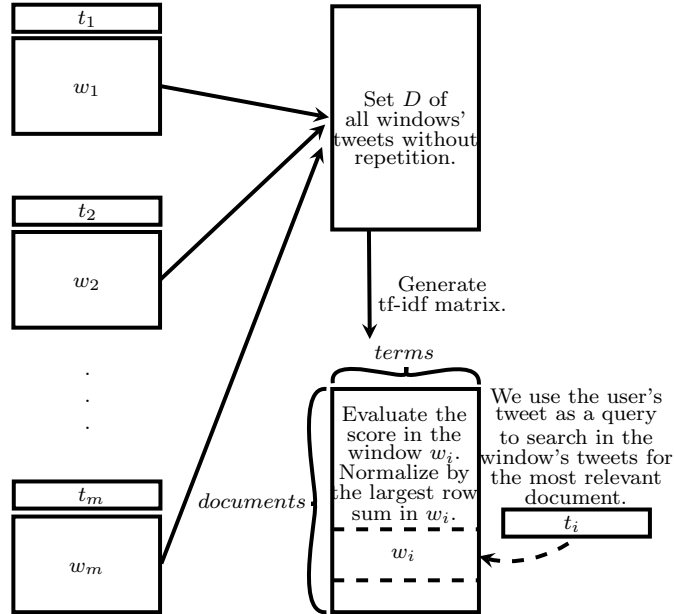 t₁
w₁
t₂
w₂
.
.
.
tₘ
wₘ
Set D of
all windows'
tweets without
repetition.
Generate
tf-idf matrix.
terms
documents
Evaluate the
score in the
window wᵢ.
Normalize by
the largest row
sum in wᵢ.
wᵢ
We use the user's
tweet as a query
to search in the
window's tweets for
the most relevant
document.
tᵢ